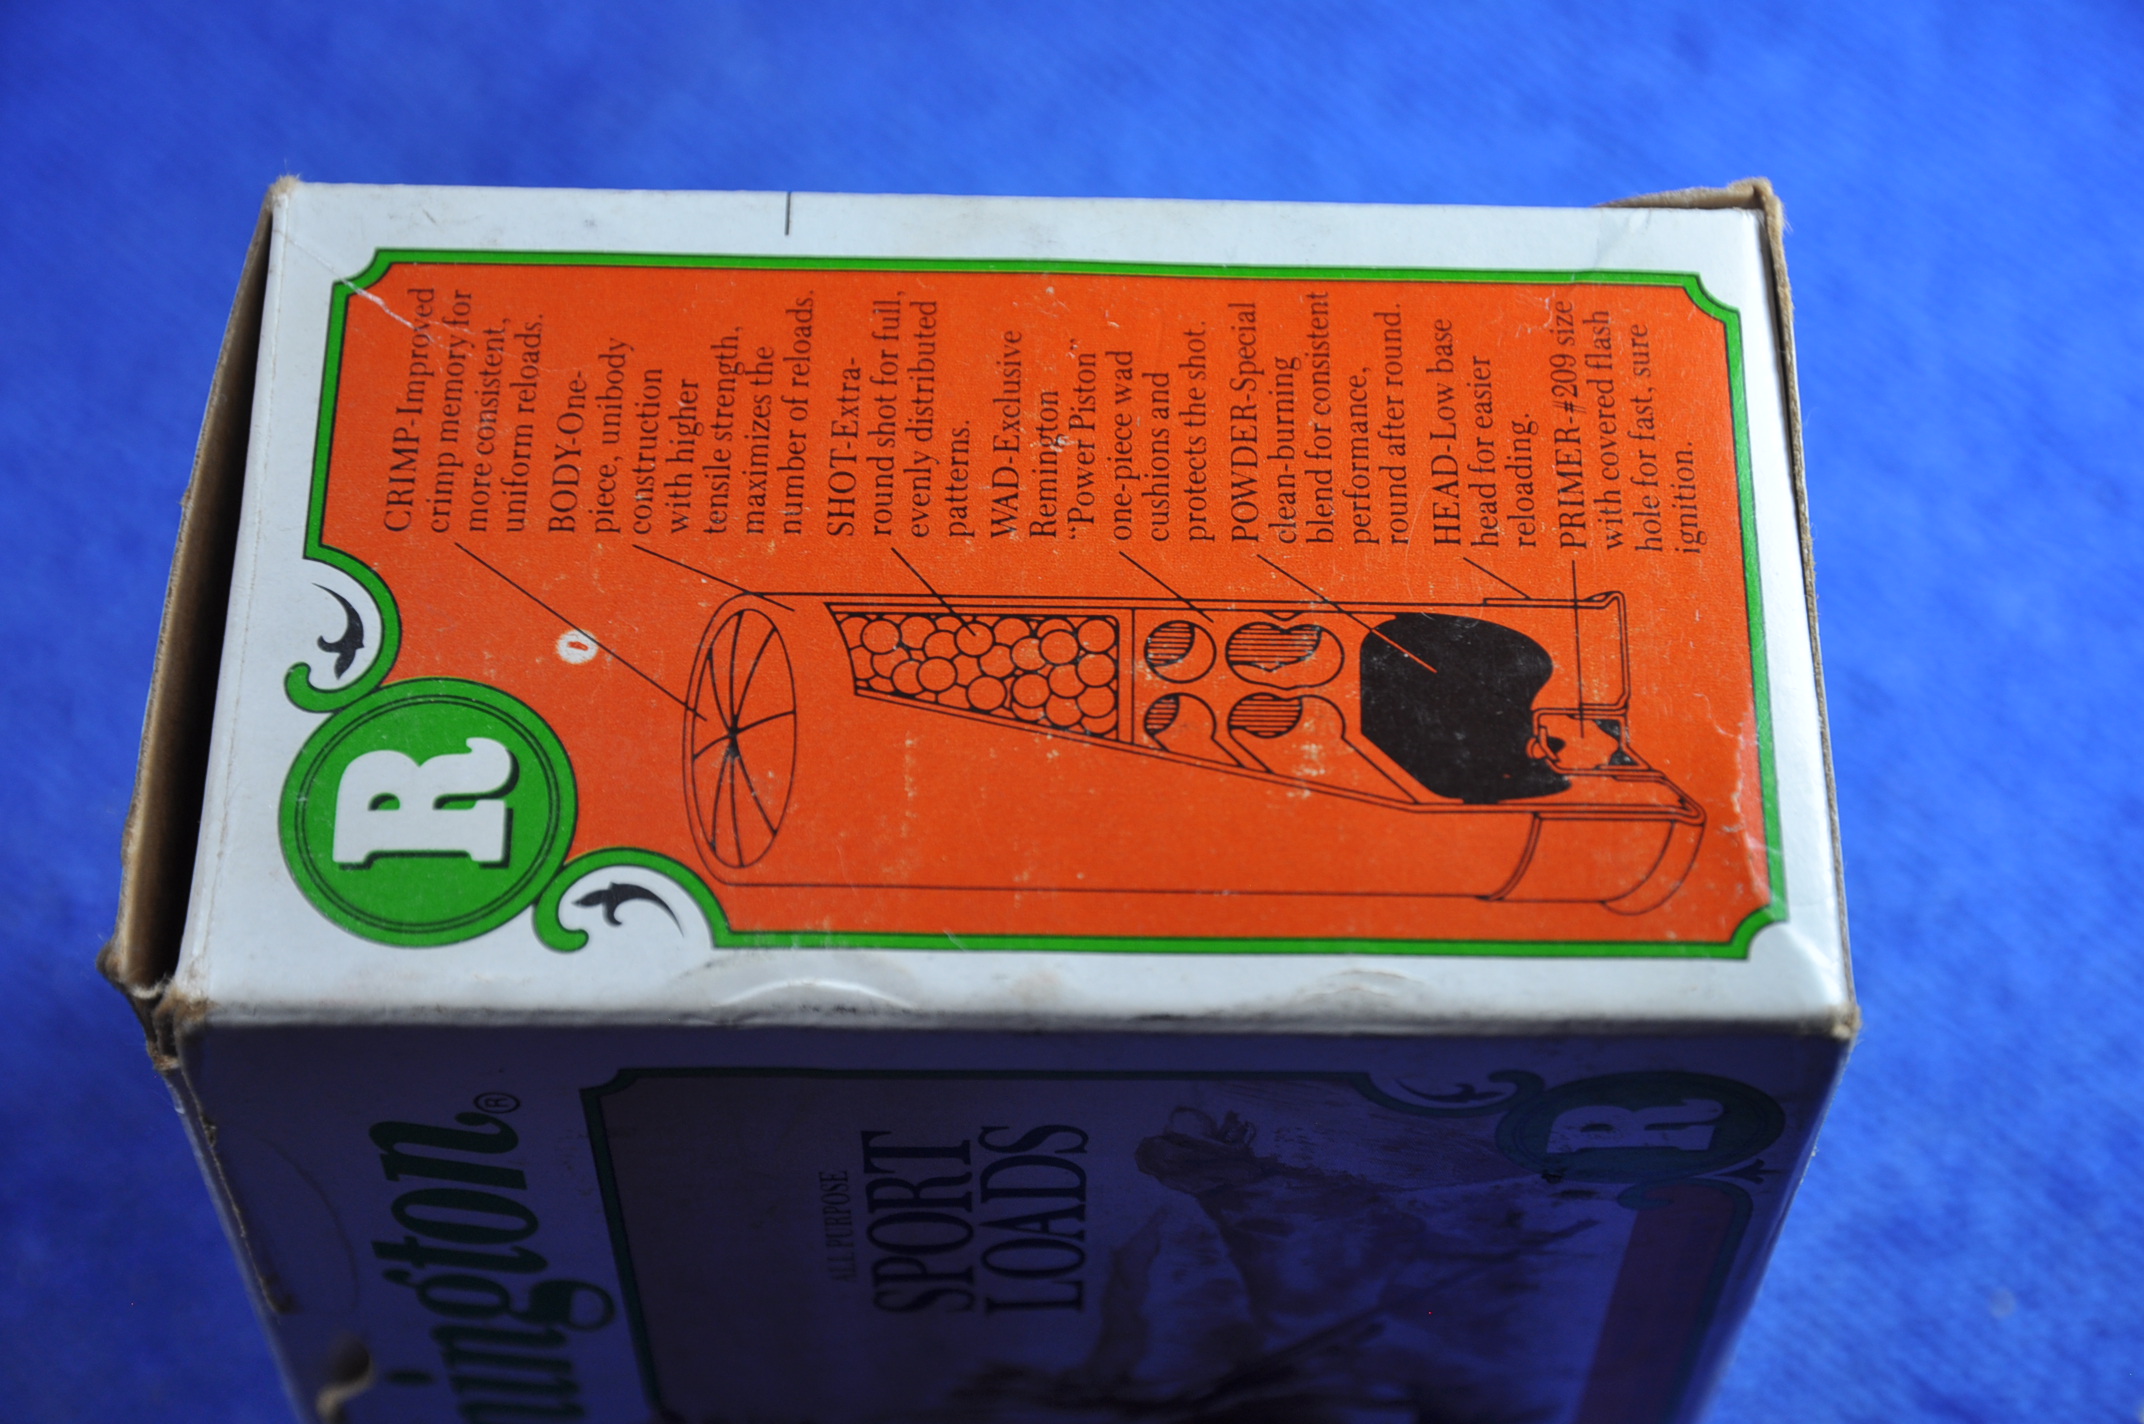 CRIMP-Improved
crimp memory for
more consistent,
uniform reloads.
BODY-One-
piece, unibody
construction
with higher
tensile strength,
maximizes the
number of reloads.
SHOT-Extra-
round shot for full,
evenly distributed
patterns.
WAD-Exclusive
Remington
“Power Piston”
one-piece wad
cushions and
protects the shot.
POWDER-Special
clean-burning
blend for consistent
performance,
round after round.
HEAD-Low base
head for easier
reloading.
PRIMER-#209 size
with covered flash
hole for fast, sure
ignition.
R
ington®
ALL PURPOSE
SPORT
LOADS
R